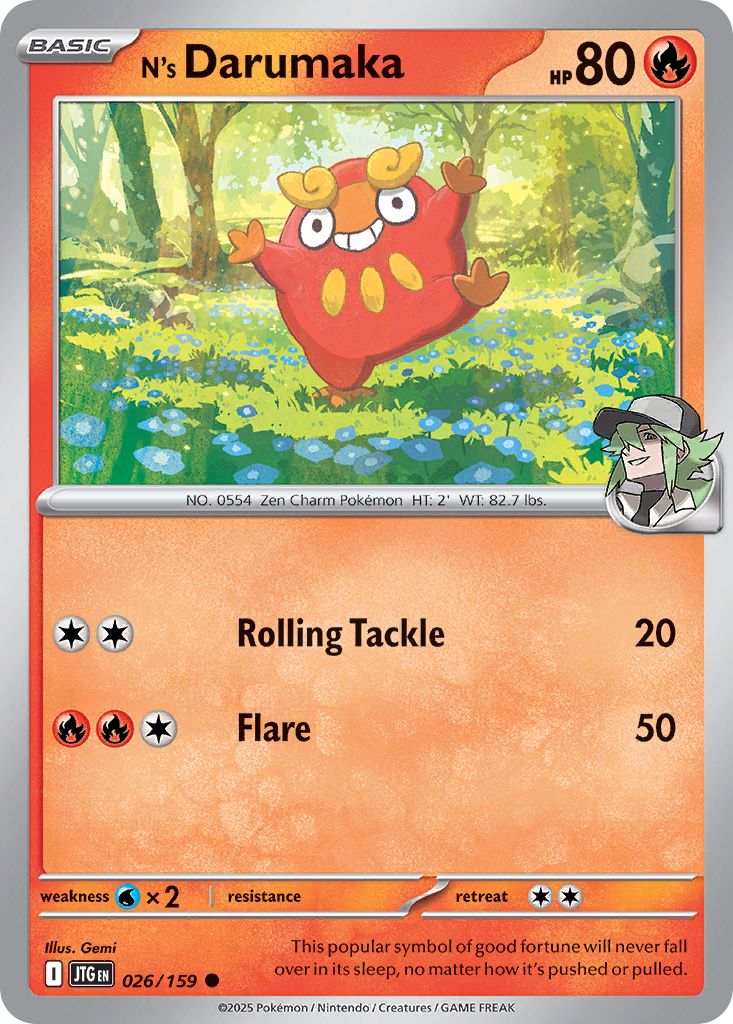 BASIC
N's Darumaka
HP 80
NO. 0554 Zen Charm Pokémon HT: 2' WT: 82.7 lbs.
Rolling Tackle 20
Flare 50
weakness ×2 resistance retreat
Illus. Gemi
This popular symbol of good fortune will never fall
over in its sleep, no matter how it's pushed or pulled.
I JTG EN 026/159
©2025 Pokémon / Nintendo / Creatures / GAME FREAK